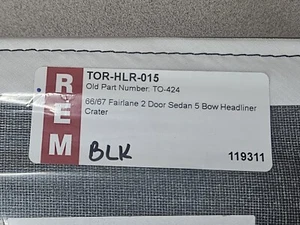 REM
TOR-HLR-015
Old Part Number: TO-424
66/67 Fairlane 2 Door Sedan 5 Bow Headliner
Crater
BLK
119311